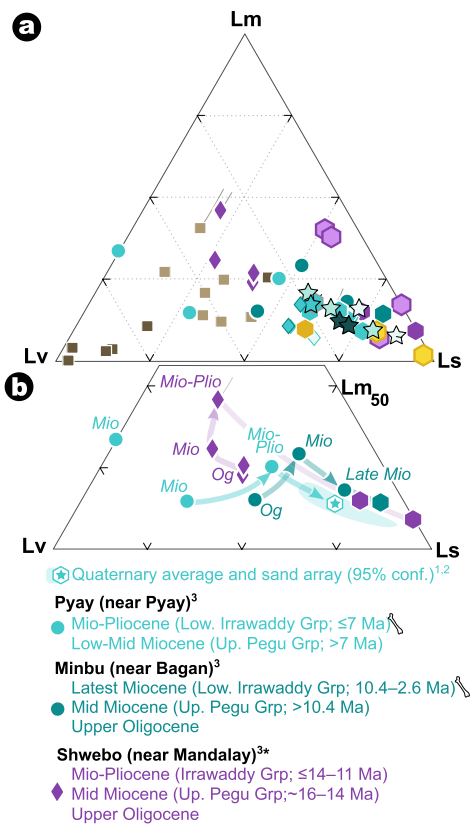 a
Lm
Lv
Ls
b
Mio-Plio
Lm50
Mio
Mio-
Plio
Mio
Mio
Og
Late Mio
Mio
Og
Lv
Ls
Quaternary average and sand array (95% conf.)1,2
Pyay (near Pyay)3
Mio-Pliocene (Low. Irrawaddy Grp; ≤7 Ma)
Low-Mid Miocene (Up. Pegu Grp; >7 Ma)
Minbu (near Bagan)3
Latest Miocene (Low. Irrawaddy Grp; 10.4–2.6 Ma)
Mid Miocene (Up. Pegu Grp; >10.4 Ma)
Upper Oligocene
Shwebo (near Mandalay)3*
Mio-Pliocene (Irrawaddy Grp; ≤14–11 Ma)
Mid Miocene (Up. Pegu Grp;~16–14 Ma)
Upper Oligocene